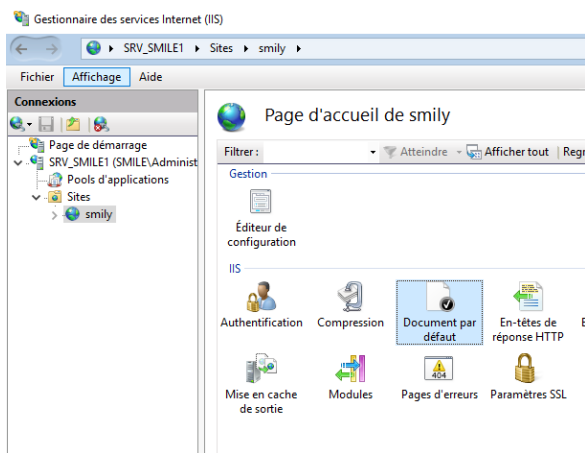 Gestionnaire des services Internet (IIS)
SRV_SMILE1 Sites smily
Fichier Affichage Aide
Connexions
Page de démarrage
SRV_SMILE1 (SMILE\Administ
Pools d'applications
Sites
smily
Page d'accueil de smily
Filtrer : Atteindre Afficher tout Regr
Gestion
Éditeur de
configuration
IIS
Authentification Compression Document par
défaut En-têtes de
réponse HTTP E
Mise en cache
de sortie Modules 404 Pages d'erreurs Paramètres SSL